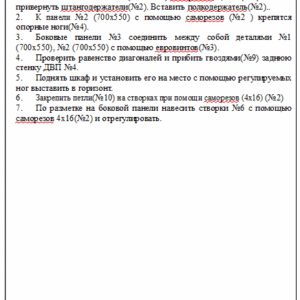 привернуть штангодержатели(№2). Вставить полкодержатель(№2)..
2. К панели №2 (700х550) с помощью саморезов (№2 ) крепятся
опорные ноги(№4).
3. Боковые панели №3 соединить между собой деталями №1
(700х550), №2 (700х550) с помощью евровинтов(№3).
4. Проверить равенство диагоналей и прибить гвоздями(№9) заднюю
стенку ДВП №4.
5. Поднять шкаф и установить его на место с помощью регулируемых
ног выставить в горизонт.
6. Закрепить петли(№10) на створках при помощи саморезов (4х16) (№2)
7. По разметке на боковой панели навесить створки №6 с помощью
саморезов 4х16(№2) и отрегулировать.